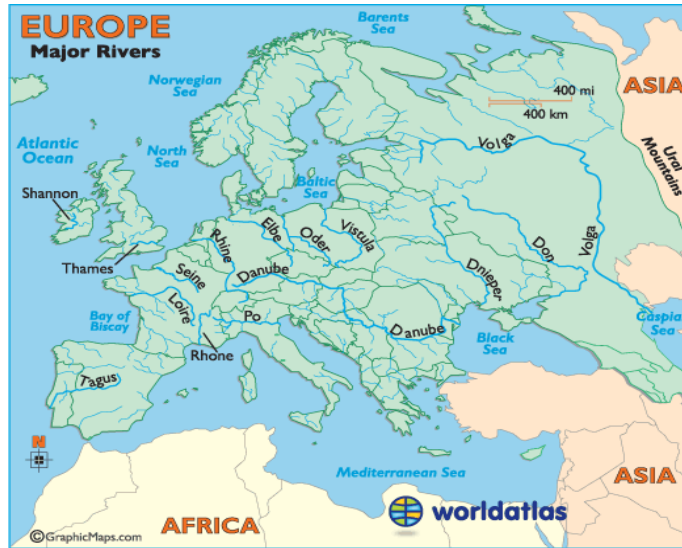 EUROPE
Major Rivers
Barents
Sea
Norwegian
Sea
400 mi
400 km
ASIA
Ural
Mountains
Atlantic
Ocean
North
Sea
Volga
Shannon
Baltic
Sea
Thames
Rhine
Elbe
Oder
Vistula
Don
Volga
Seine
Danube
Dnieper
Loire
Bay of
Biscay
Po
Danube
Caspian
Sea
Rhone
Black
Sea
Tagus
N
Mediterranean Sea
ASIA
AFRICA
worldatlas
©GraphicMaps.com